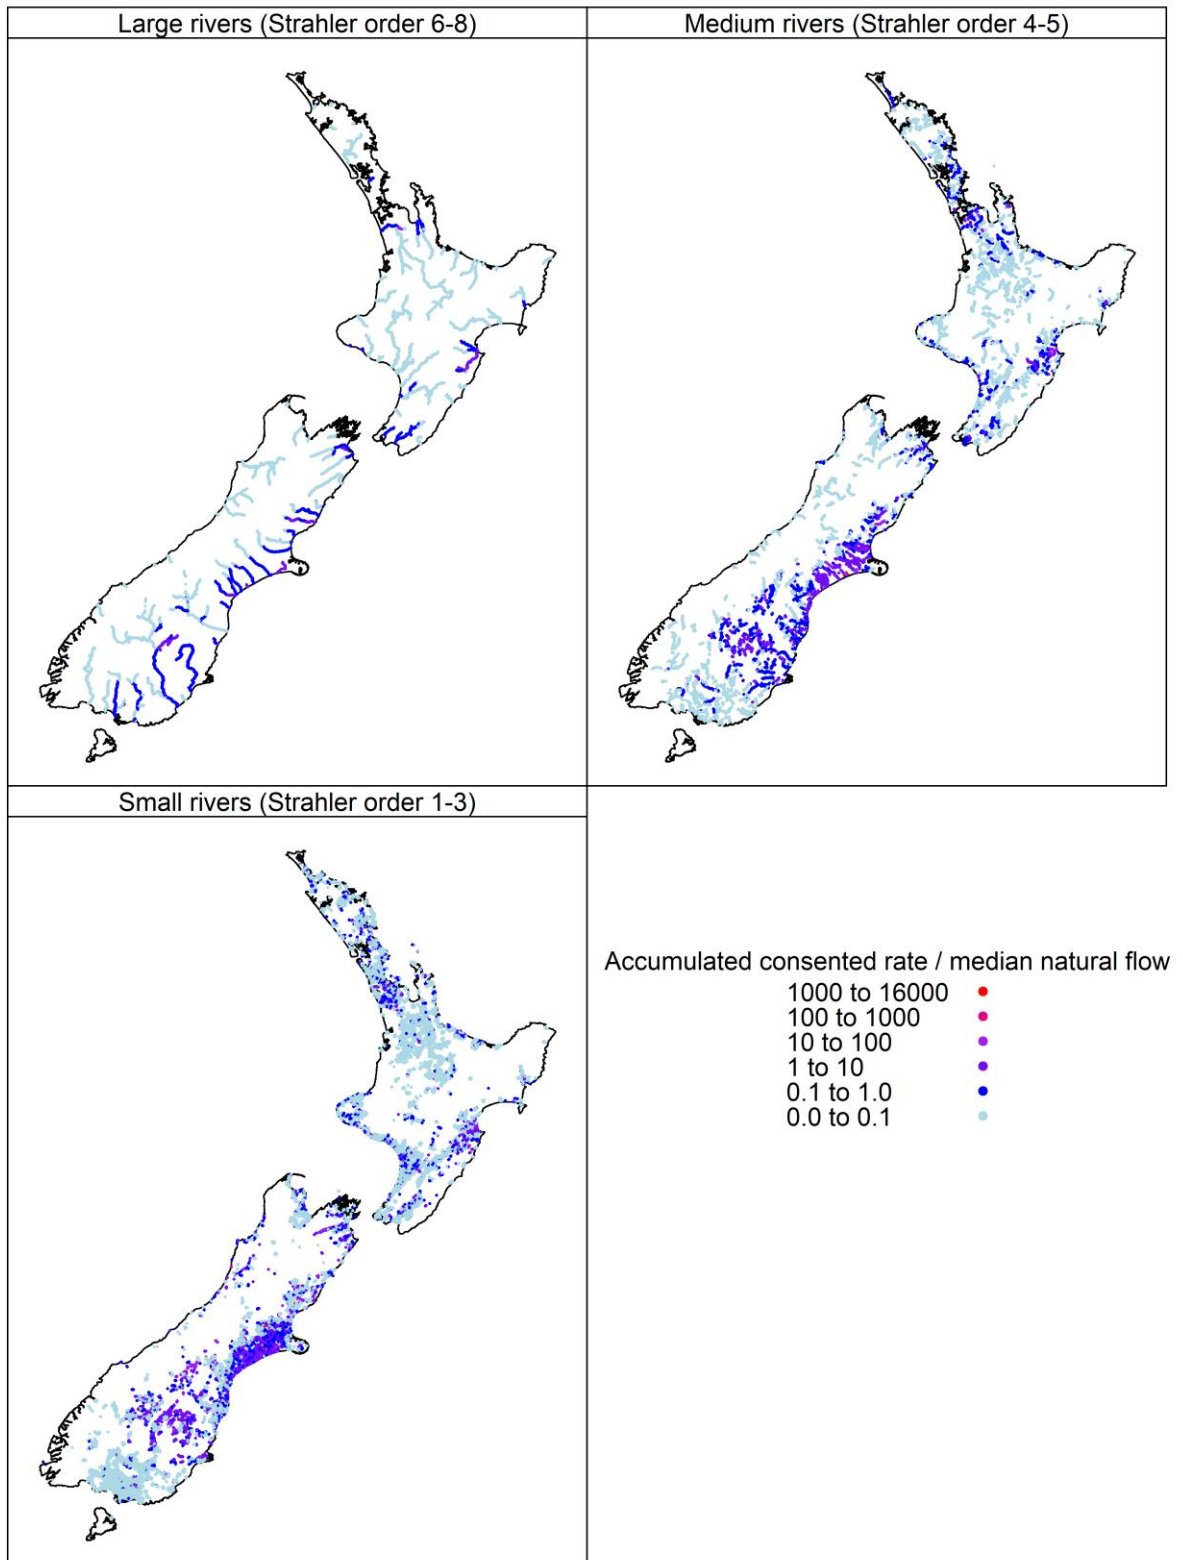 Large rivers (Strahler order 6-8)
Medium rivers (Strahler order 4-5)
Small rivers (Strahler order 1-3)
Accumulated consented rate / median natural flow
1000 to 16000
100 to 1000
10 to 100
1 to 10
0.1 to 1.0
0.0 to 0.1